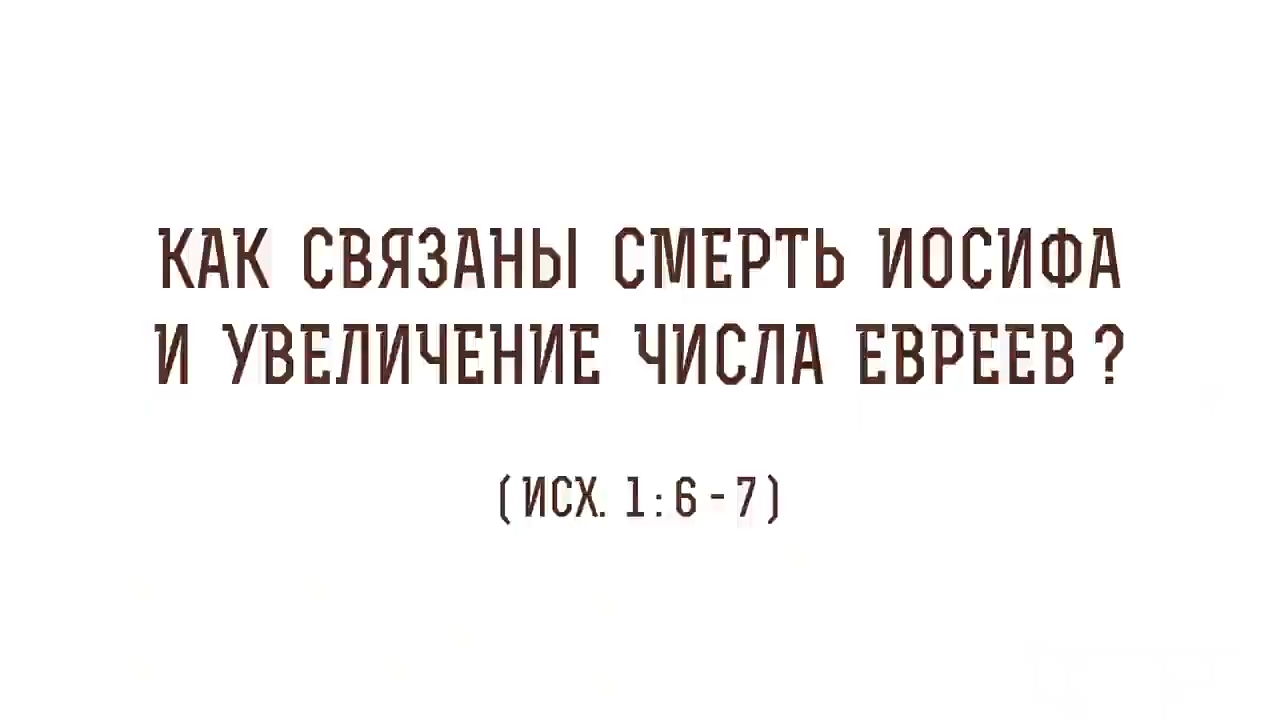 КАК СВЯЗАНЫ СМЕРТЬ ИОСИФА
И УВЕЛИЧЕНИЕ ЧИСЛА ЕВРЕЕВ?
(ИСХ. 1:6-7)